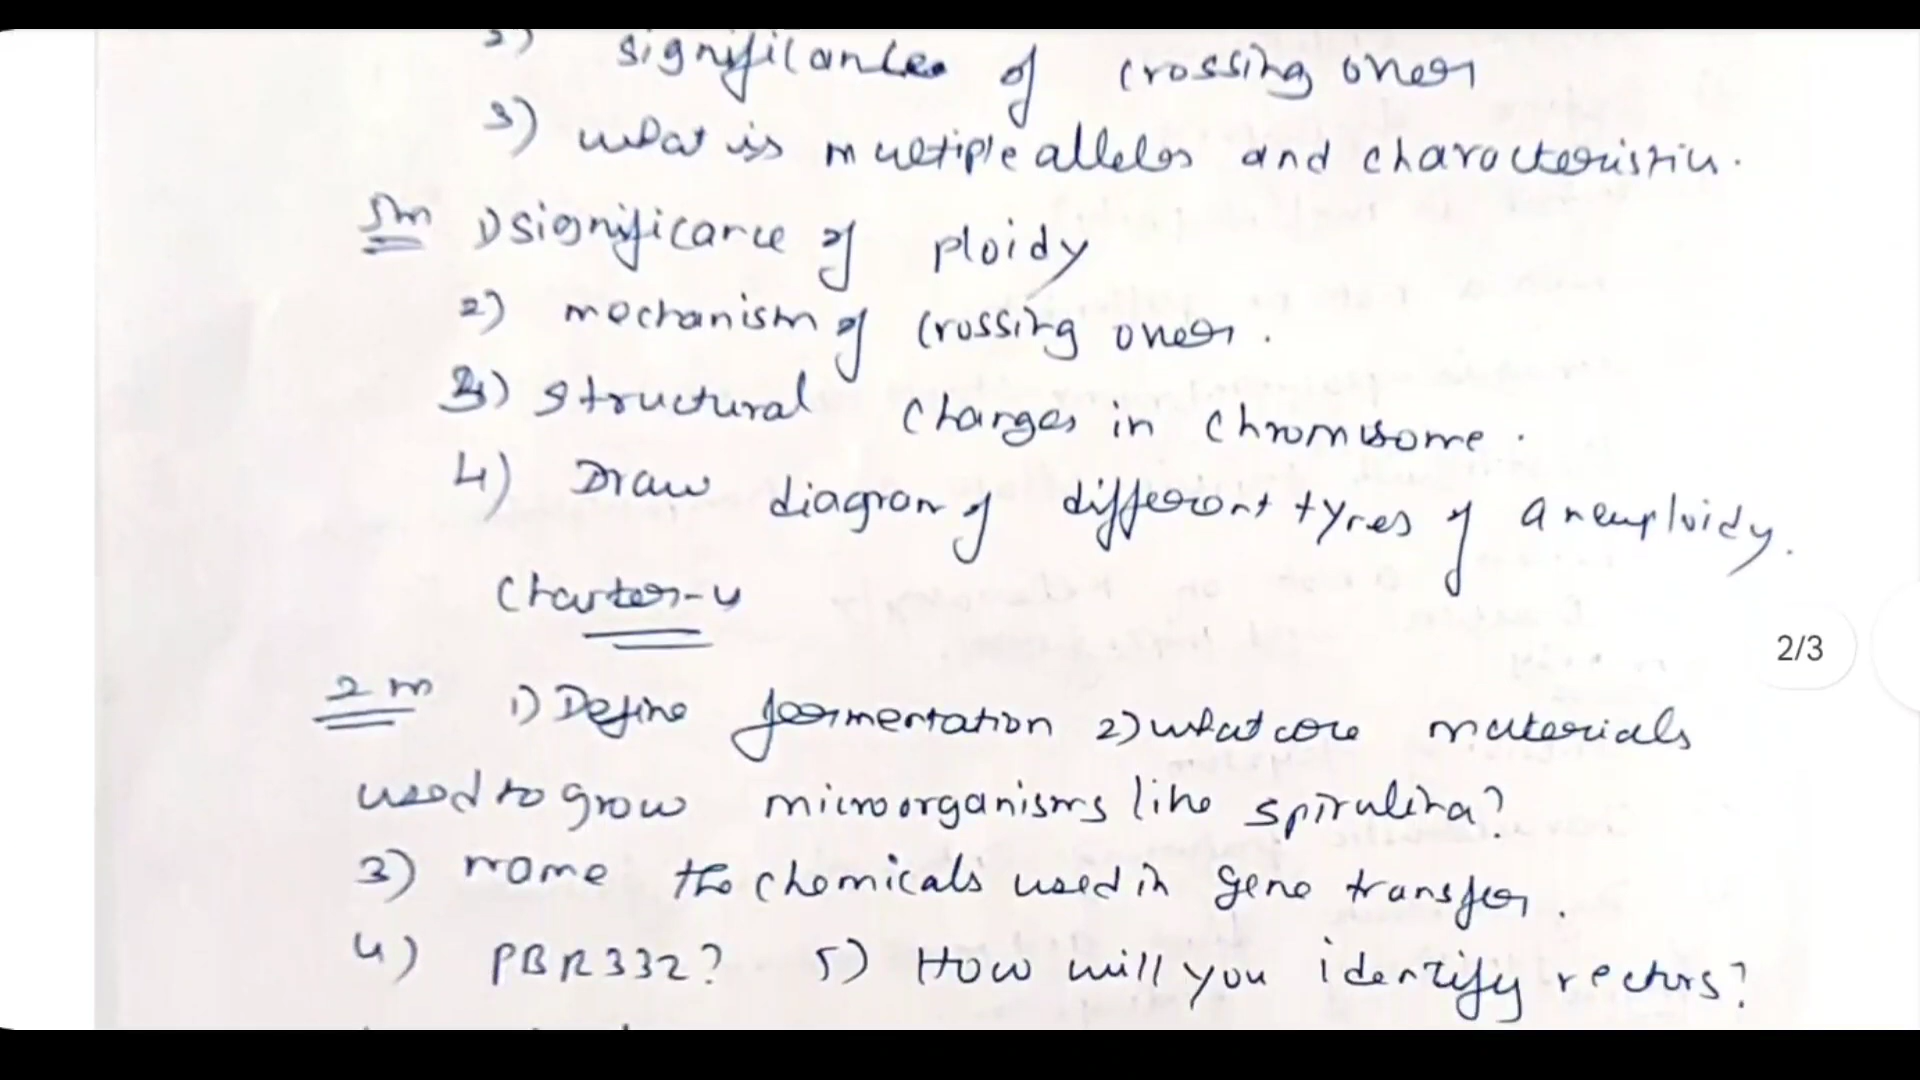 2) significance of crossing over
3) what is multiple alleles and characteristics.
5m 1) significance of ploidy
2) mechanism of crossing over.
3) structural changes in chromosome.
4) Draw diagram of different types of aneuploidy.
Chapter-4
2m 1) Define fermentation 2) what are materials
used to grow microorganisms like spirulina?
3) name the chemicals used in gene transfer.
2/3
4) PBR332? 5) How will you identify vectors?